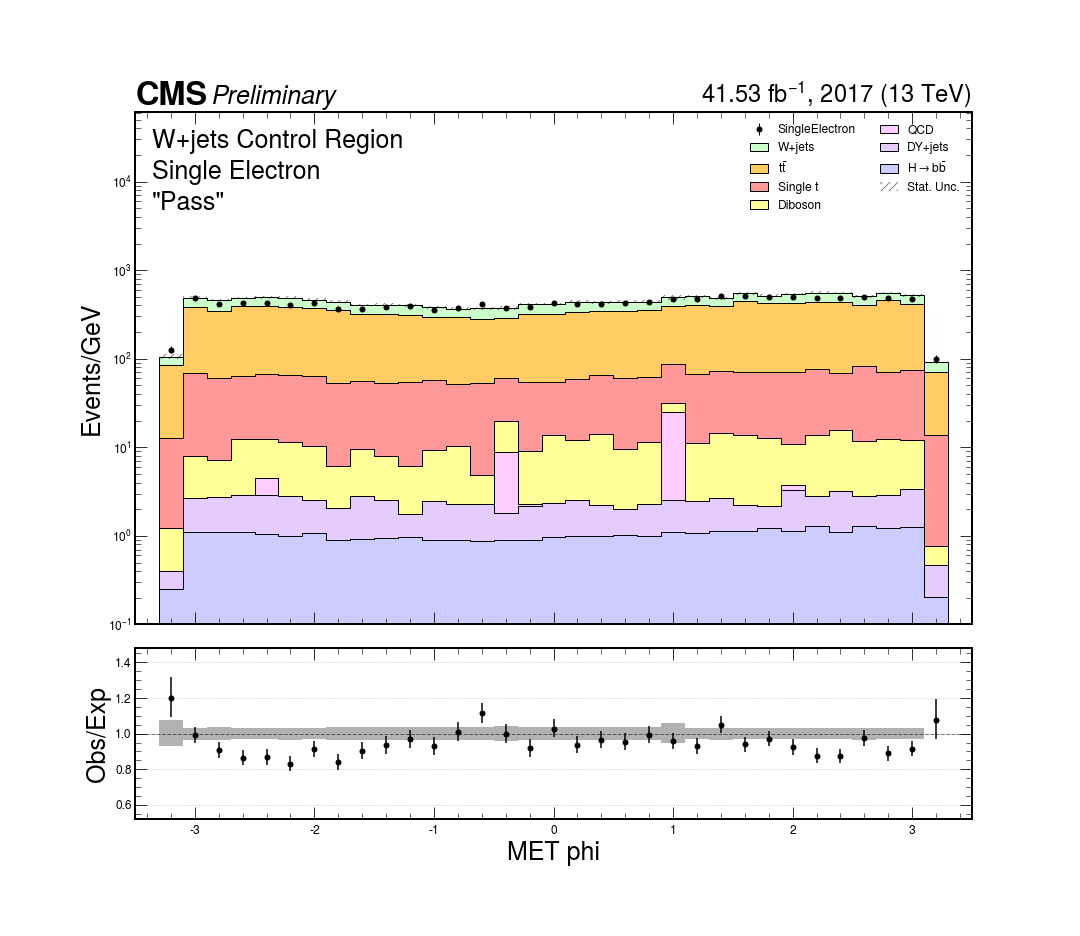 CMS Preliminary
41.53 fb⁻¹, 2017 (13 TeV)
W+jets Control Region
Single Electron
"Pass"
SingleElectron
W+jets
tt̄
Single t
Diboson
QCD
DY+jets
H→bb̄
Stat. Unc.
Events/GeV
10⁴
10³
10²
10¹
10⁰
10⁻¹
Obs/Exp
1.4
1.2
1.0
0.8
0.6
-3 -2 -1 0 1 2 3
MET phi